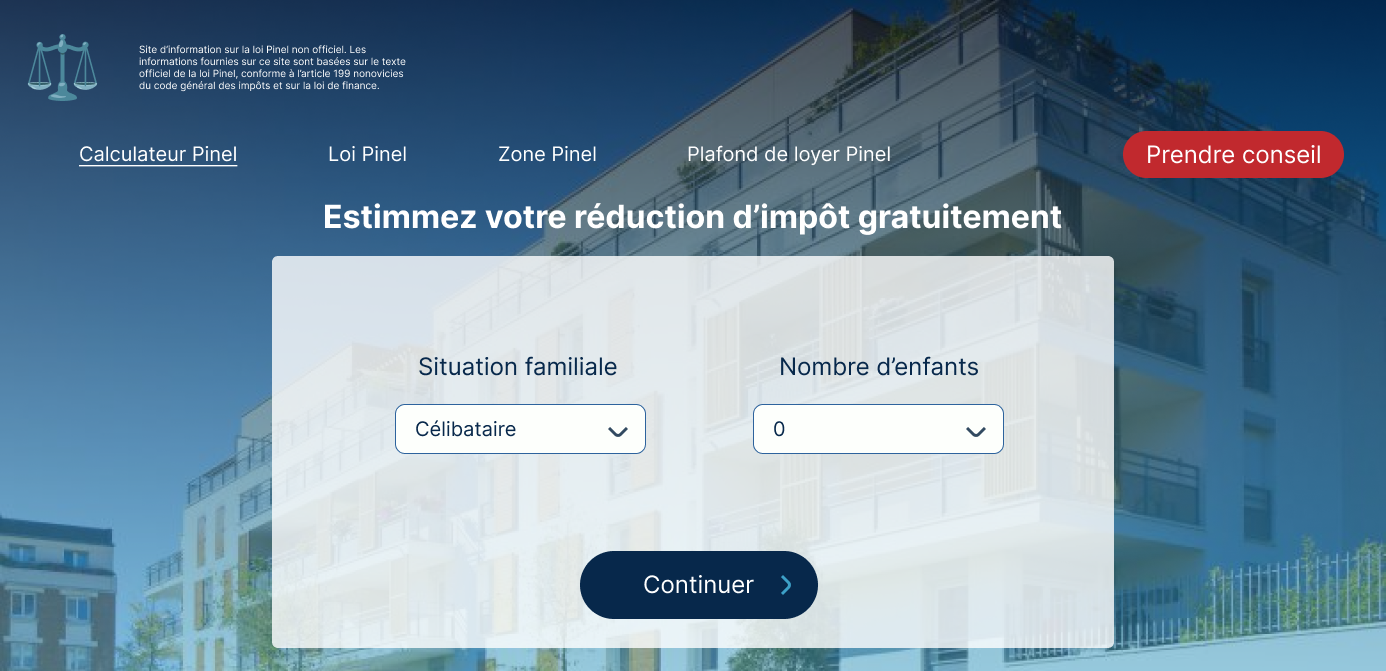 Site d'information sur la loi Pinel non officiel. Les
informations fournies sur ce site sont basées sur le texte
officiel de la loi Pinel, conforme à l'article 199 nonovicies
du code général des impôts et sur la loi de finance.
Calculateur Pinel
Loi Pinel
Zone Pinel
Plafond de loyer Pinel
Prendre conseil
Estimmez votre réduction d'impôt gratuitement
Situation familiale
Nombre d'enfants
Célibataire
0
Continuer